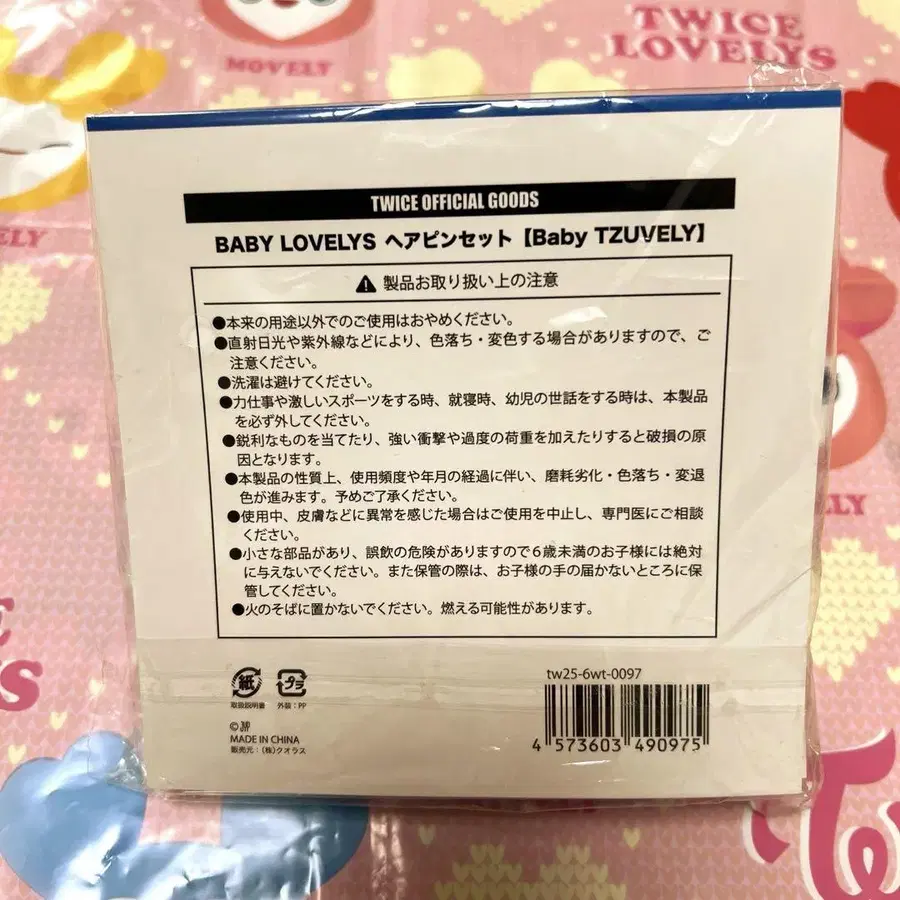 MOVELY
TWICE
LOVELYS
TWICE OFFICIAL GOODS
BABY LOVELYS ヘアピンセット【Baby TZUVELY】
製品お取り扱い上の注意
●本来の用途以外でのご使用はおやめください。
●直射日光や紫外線などにより、色落ち・変色する場合がありますので、ご
注意ください。
●洗濯は避けてください。
●力仕事や激しいスポーツをする時、就寝時、幼児の世話をする時は、本製品
を必ず外してください。
●鋭利なものを当てたり、強い衝撃や過度の荷重を加えたりすると破損の原
因となります。
●本製品の性質上、使用頻度や年月の経過に伴い、磨耗劣化・色落ち・変退
色が進みます。予めご了承ください。
●使用中、皮膚などに異常を感じた場合はご使用を中止し、専門医にご相談
ください。
●小さな部品があり、誤飲の危険がありますので6歳未満のお子様には絶対
に与えないでください。また保管の際は、お子様の手の届かないところに保
管してください。
●火のそばに置かないでください。燃える可能性があります。
紙
プラ
取扱説明書
外装：PP
©
MADE IN CHINA
販売元：(株)クオラス
tw25-6wt-0097
4 573603 490975